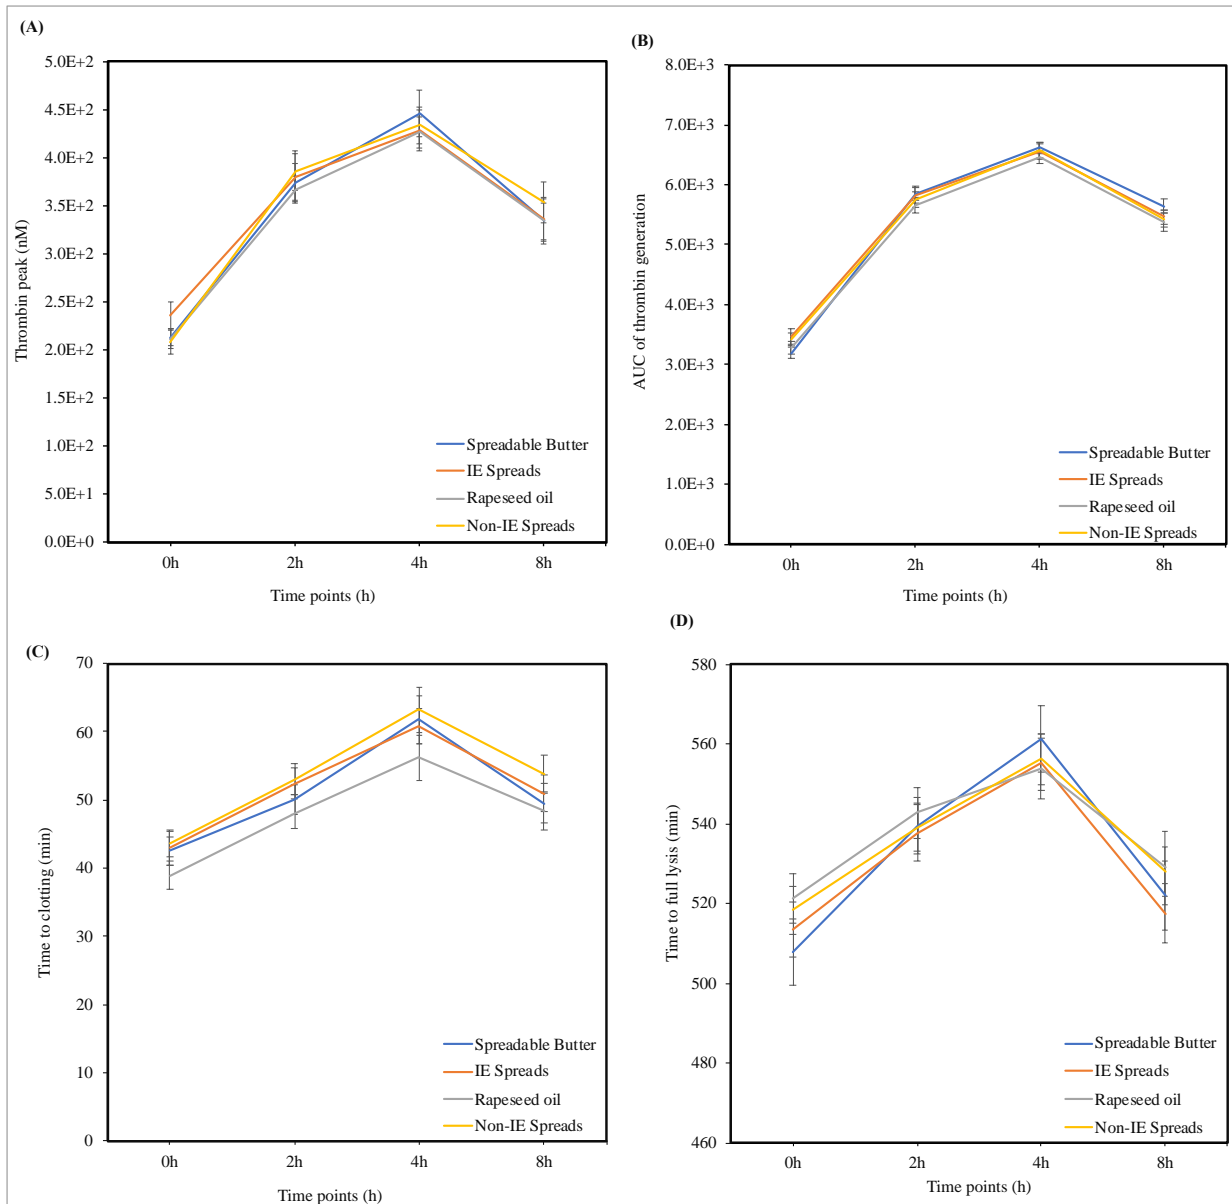 (A)
5.0E+2
4.5E+2
4.0E+2
3.5E+2
3.0E+2
2.5E+2
2.0E+2
1.5E+2
1.0E+2
5.0E+1
0.0E+0
Thrombin peak (nM)
Spreadable Butter
IE Spreads
Rapeseed oil
Non-IE Spreads
0h 2h 4h 8h
Time points (h)
(B)
8.0E+3
7.0E+3
6.0E+3
5.0E+3
4.0E+3
3.0E+3
2.0E+3
1.0E+3
0.0E+0
AUC of thrombin generation
Spreadable Butter
IE Spreads
Rapeseed oil
Non-IE Spreads
0h 2h 4h 8h
Time points (h)
(C)
70
60
50
40
30
20
10
0
Time to clotting (min)
Spreadable Butter
IE Spreads
Rapeseed oil
Non-IE Spreads
0h 2h 4h 8h
Time points (h)
(D)
580
560
540
520
500
480
460
Time to full lysis (min)
Spreadable Butter
IE Spreads
Rapeseed oil
Non-IE Spreads
0h 2h 4h 8h
Time points (h)